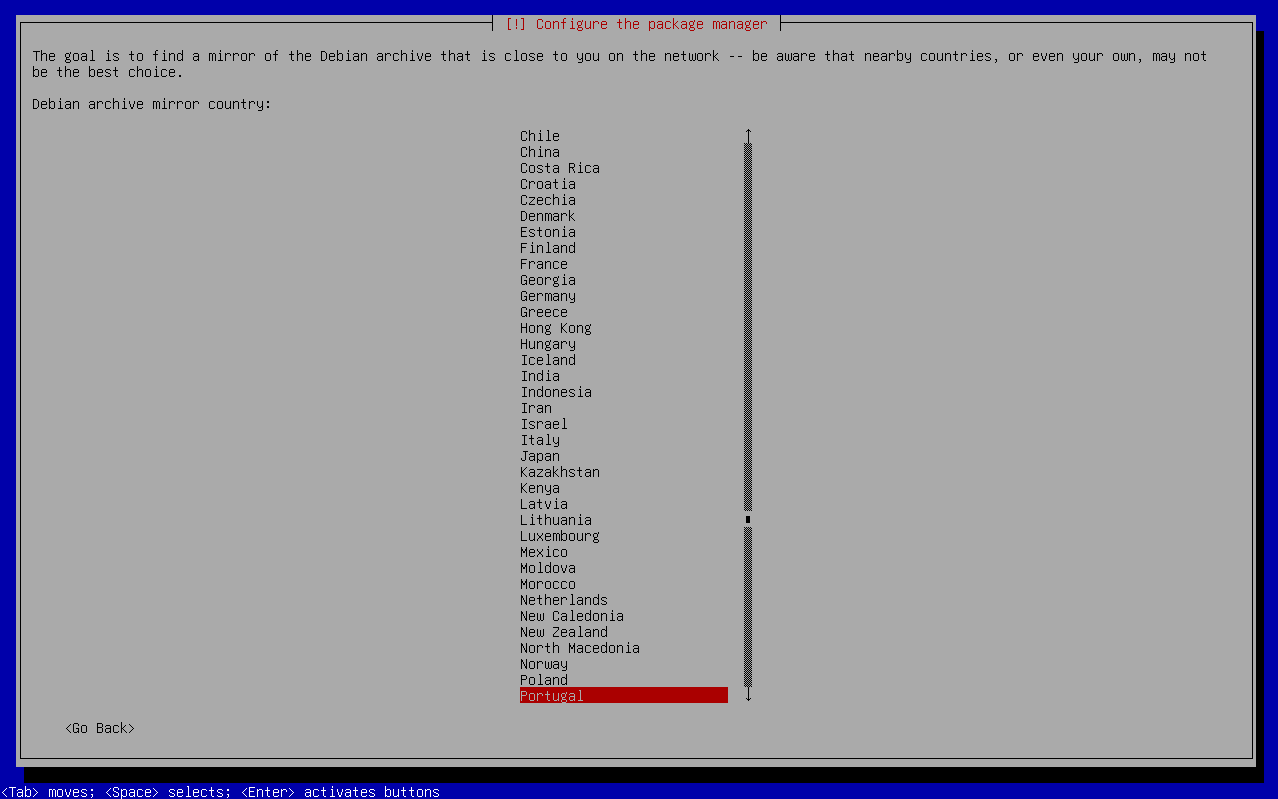 [!] Configure the package manager
The goal is to find a mirror of the Debian archive that is close to you on the network -- be aware that nearby countries, or even your own, may not
be the best choice.
Debian archive mirror country:
Chile
China
Costa Rica
Croatia
Czechia
Denmark
Estonia
Finland
France
Georgia
Germany
Greece
Hong Kong
Hungary
Iceland
India
Indonesia
Iran
Israel
Italy
Japan
Kazakhstan
Kenya
Latvia
Lithuania
Luxembourg
Mexico
Moldova
Morocco
Netherlands
New Caledonia
New Zealand
North Macedonia
Norway
Poland
Portugal
<Go Back>
<Tab> moves; <Space> selects; <Enter> activates buttons